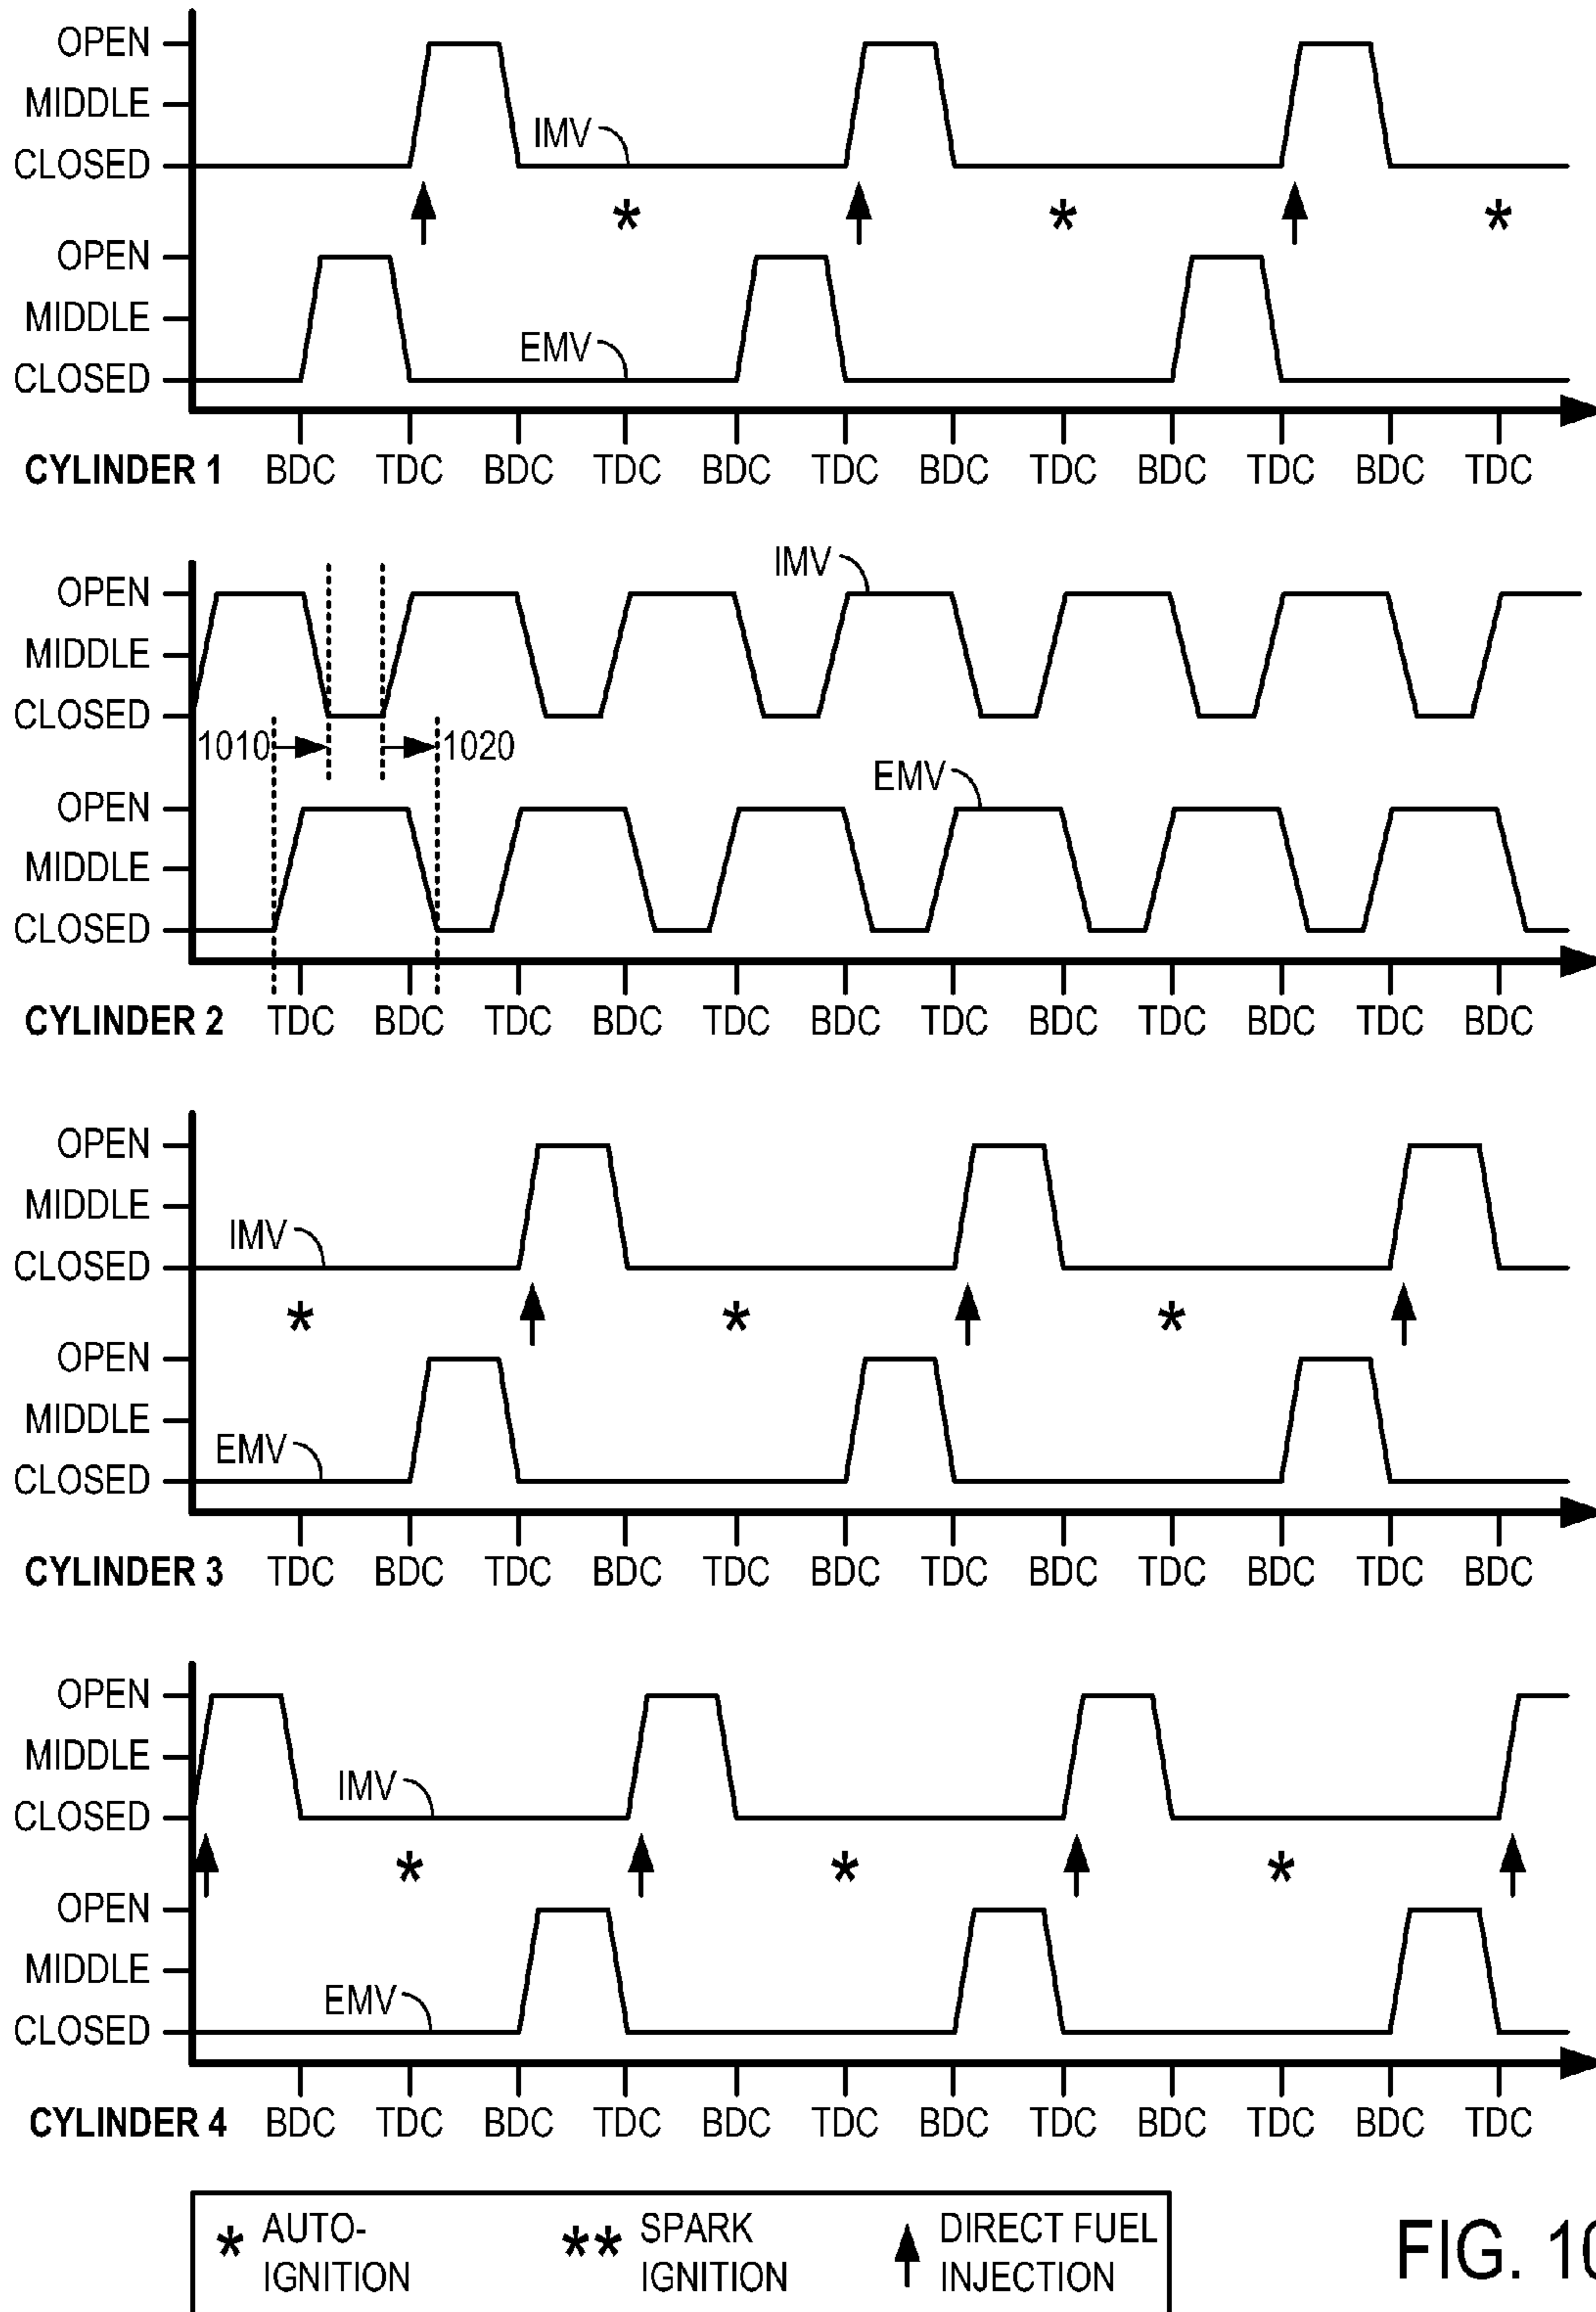 OPEN
MIDDLE
CLOSED
IMV
*
*
*
OPEN
MIDDLE
CLOSED
EMV
CYLINDER 1 BDC TDC BDC TDC BDC TDC BDC TDC BDC TDC BDC TDC
IMV
OPEN
MIDDLE
CLOSED
1010
1020
EMV
OPEN
MIDDLE
CLOSED
CYLINDER 2 TDC BDC TDC BDC TDC BDC TDC BDC TDC BDC TDC BDC
OPEN
MIDDLE
IMV
CLOSED
*
*
*
OPEN
MIDDLE
EMV
CLOSED
CYLINDER 3 TDC BDC TDC BDC TDC BDC TDC BDC TDC BDC TDC BDC
OPEN
MIDDLE
IMV
CLOSED
*
*
*
OPEN
MIDDLE
EMV
CLOSED
CYLINDER 4 BDC TDC BDC TDC BDC TDC BDC TDC BDC TDC BDC TDC
* AUTO-
IGNITION
** SPARK
IGNITION
DIRECT FUEL
INJECTION
FIG. 10